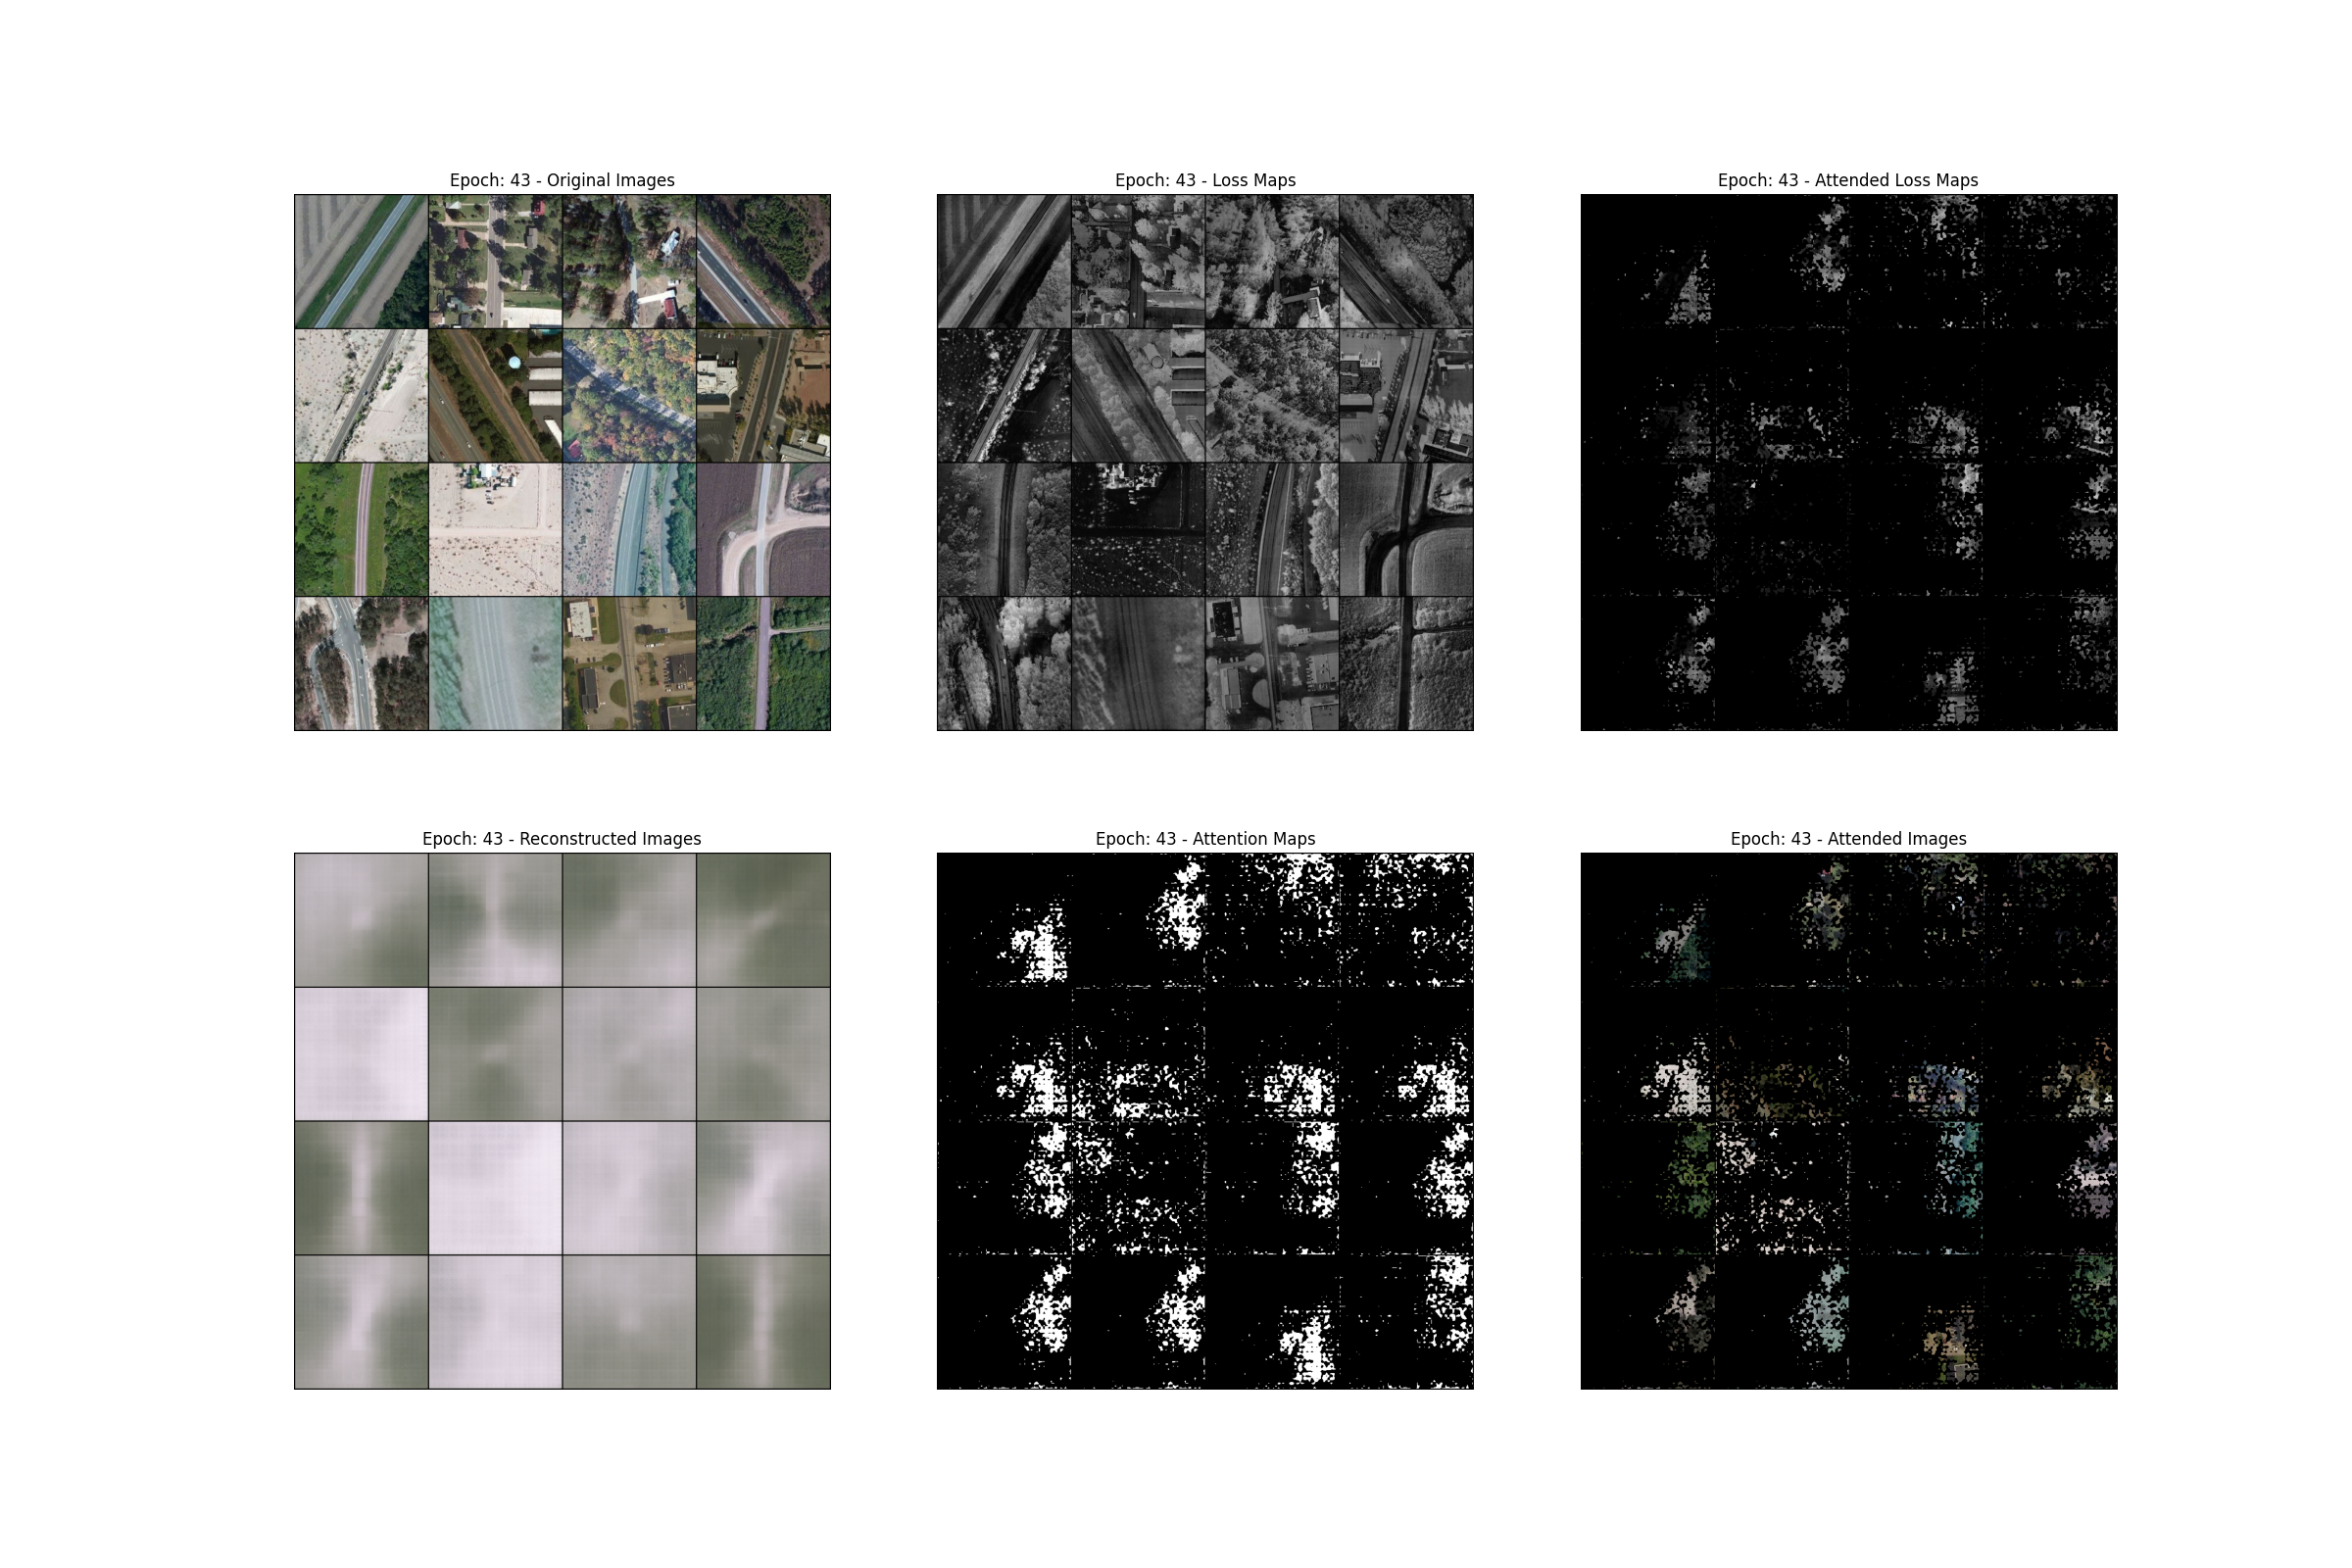 Epoch: 43 - Original Images
Epoch: 43 - Loss Maps
Epoch: 43 - Attended Loss Maps
Epoch: 43 - Reconstructed Images
Epoch: 43 - Attention Maps
Epoch: 43 - Attended Images